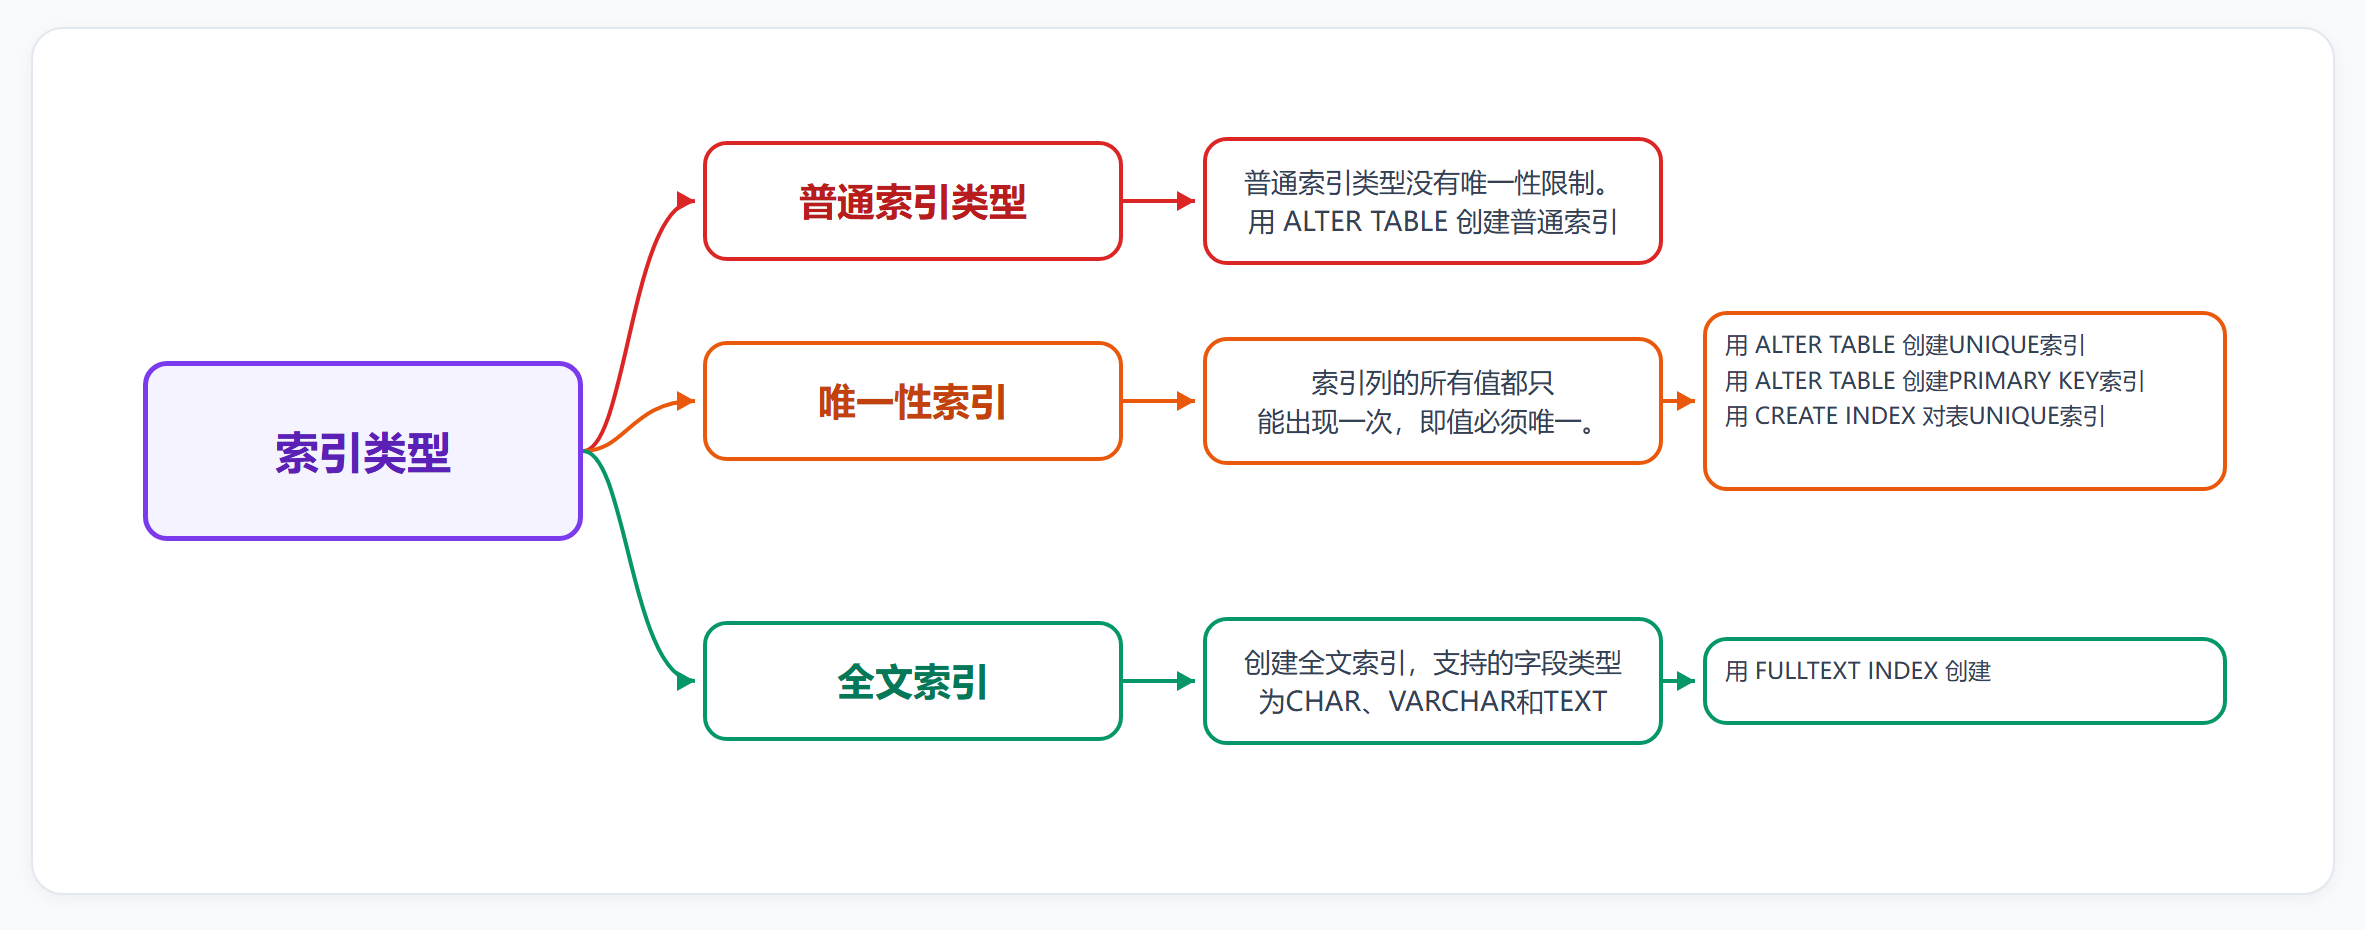 索引类型
普通索引类型
普通索引类型没有唯一性限制。
用 ALTER TABLE 创建普通索引
唯一性索引
索引列的所有值都只
能出现一次，即值必须唯一。
用 ALTER TABLE 创建UNIQUE索引
用 ALTER TABLE 创建PRIMARY KEY索引
用 CREATE INDEX 对表UNIQUE索引
全文索引
创建全文索引，支持的字段类型
为CHAR、VARCHAR和TEXT
用 FULLTEXT INDEX 创建